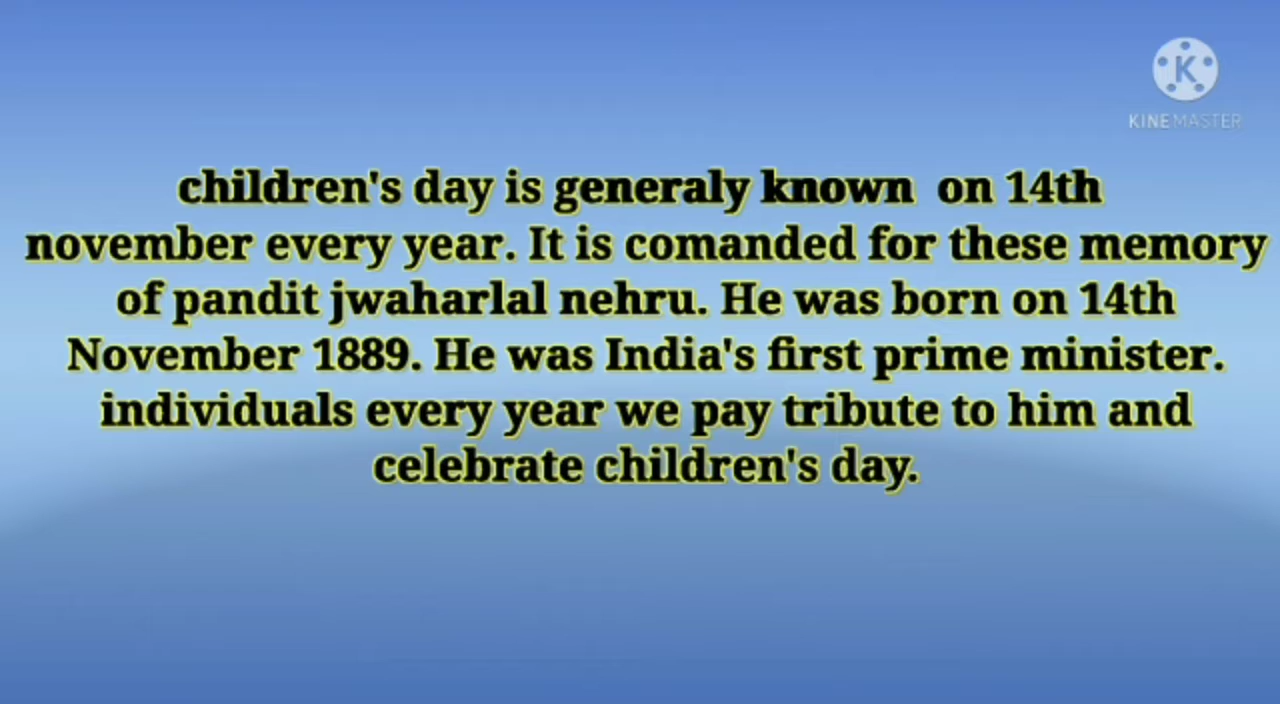 KINEMASTER
children's day is generaly known on 14th
november every year. It is comanded for these memory
of pandit jwaharlal nehru. He was born on 14th
November 1889. He was India's first prime minister.
individuals every year we pay tribute to him and
celebrate children's day.